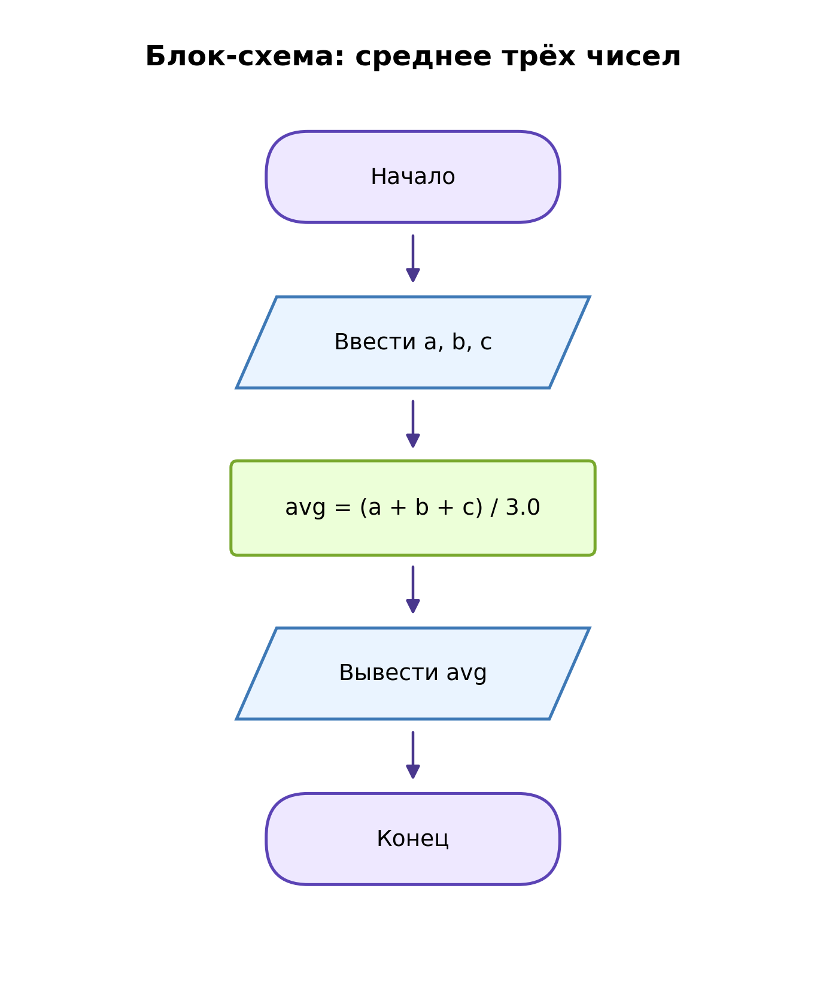 Блок-схема: среднее трёх чисел
Начало
Ввести a, b, c
avg = (a + b + c) / 3.0
Вывести avg
Конец